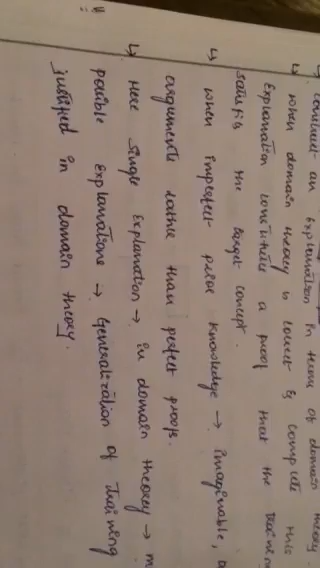 ↳ construct an explanation in terms of domain theory.
↳ when domain theory is correct & complete this
explanation constitutes a proof that the
satisfies the target concept.
↳ when imperfect prior knowledge → imaginable,
arguments rather than perfect proofs.
↳ Here single explanation → in domain theory →
possible explanations → Generalization of training
justified in domain theory.